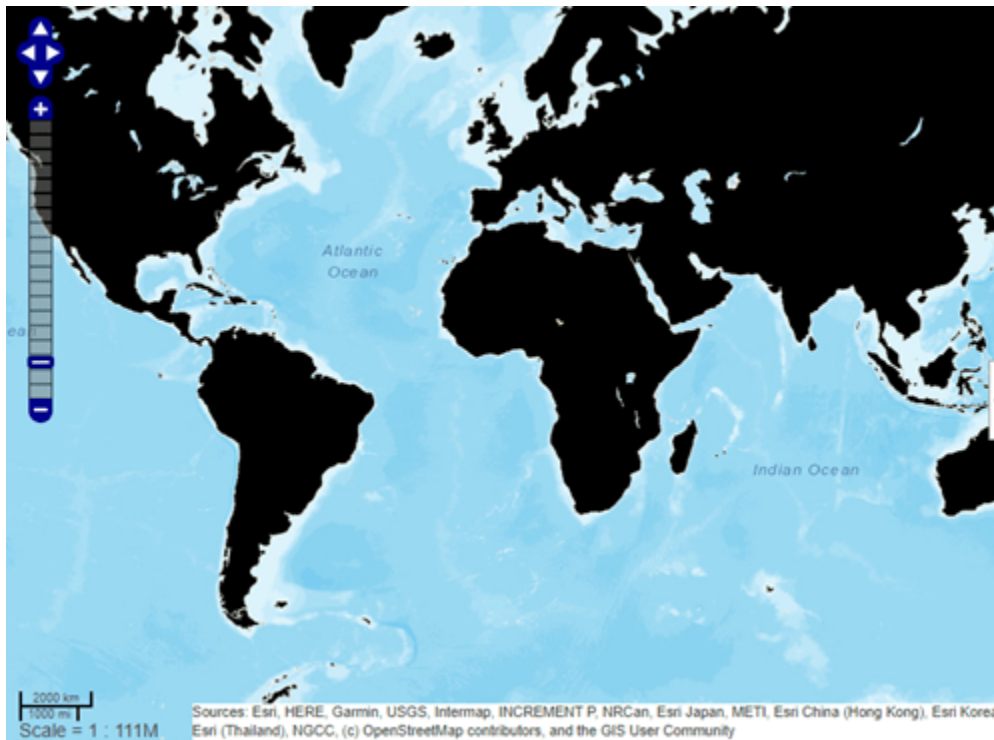 Atlantic
Ocean
ean
Indian Ocean
2000 km
1000 mi
Scale = 1 : 111M
Sources: Esri, HERE, Garmin, USGS, Intermap, INCREMENT P, NRCan, Esri Japan, METI, Esri China (Hong Kong), Esri Korea
Esri (Thailand), NGCC, (c) OpenStreetMap contributors, and the GIS User Community